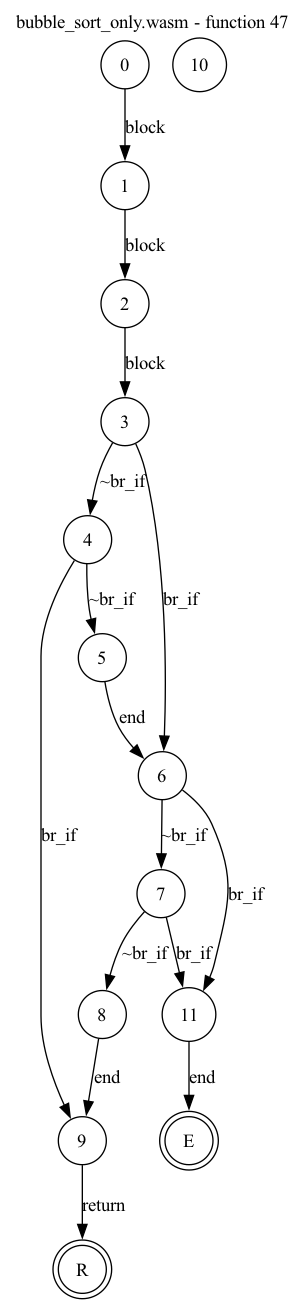 bubble_sort_only.wasm - function 47
0
10
block
1
block
2
block
3
~br_if
4
~br_if
br_if
5
end
6
br_if
~br_if
br_if
7
~br_if
br_if
8
11
end
end
9
E
return
R